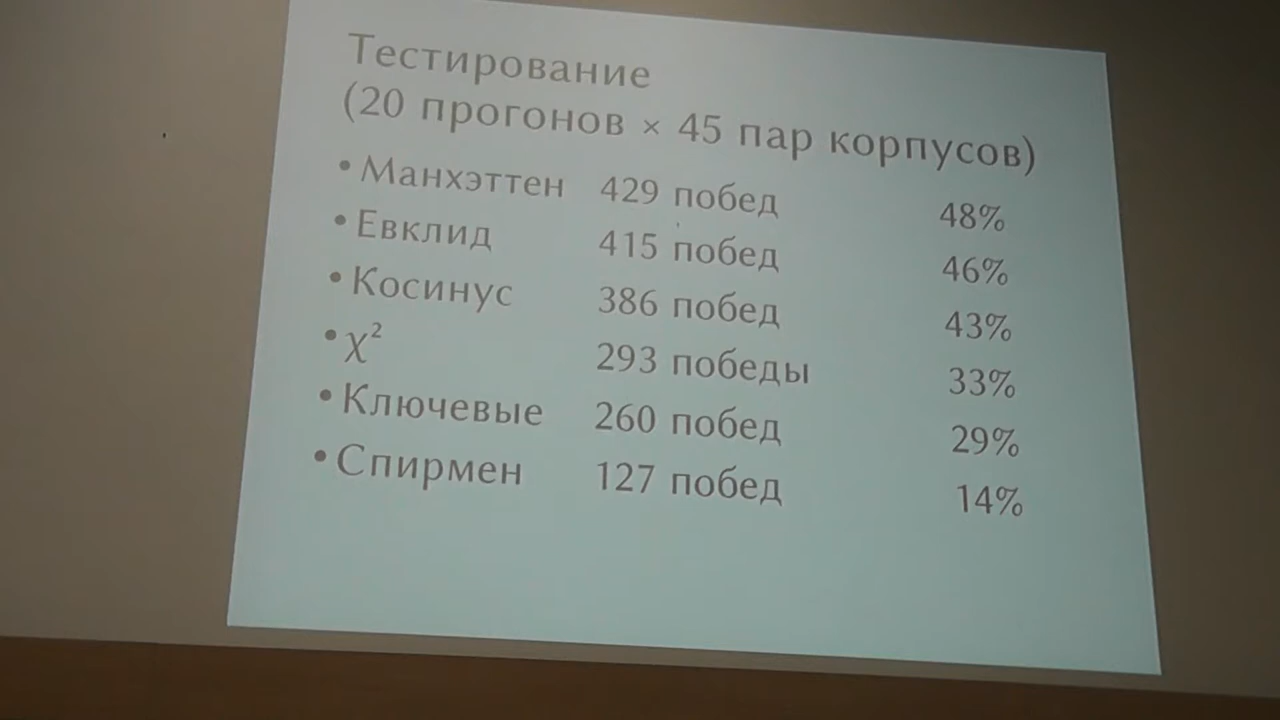 Тестирование
(20 прогонов × 45 пар корпусов)
• Манхэттен 429 побед 48%
• Евклид 415 побед 46%
• Косинус 386 побед 43%
• χ² 293 победы 33%
• Ключевые 260 побед 29%
• Спирмен 127 побед 14%